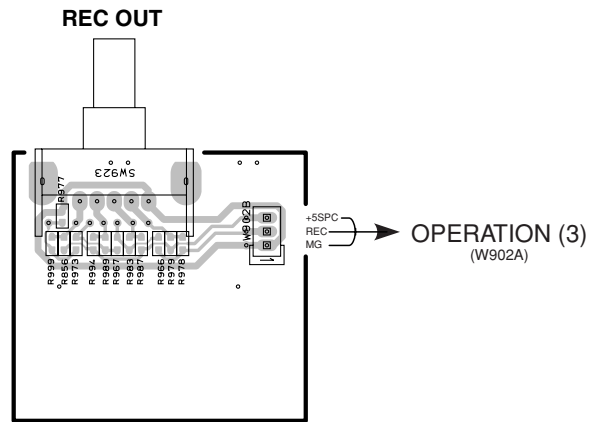 REC OUT
SW923
R977
W902B
+5SPC
REC
MG
OPERATION (3)
(W902A)
R999
R856
R973
R994
R989
R967
R983
R987
R966
R979
R978
1